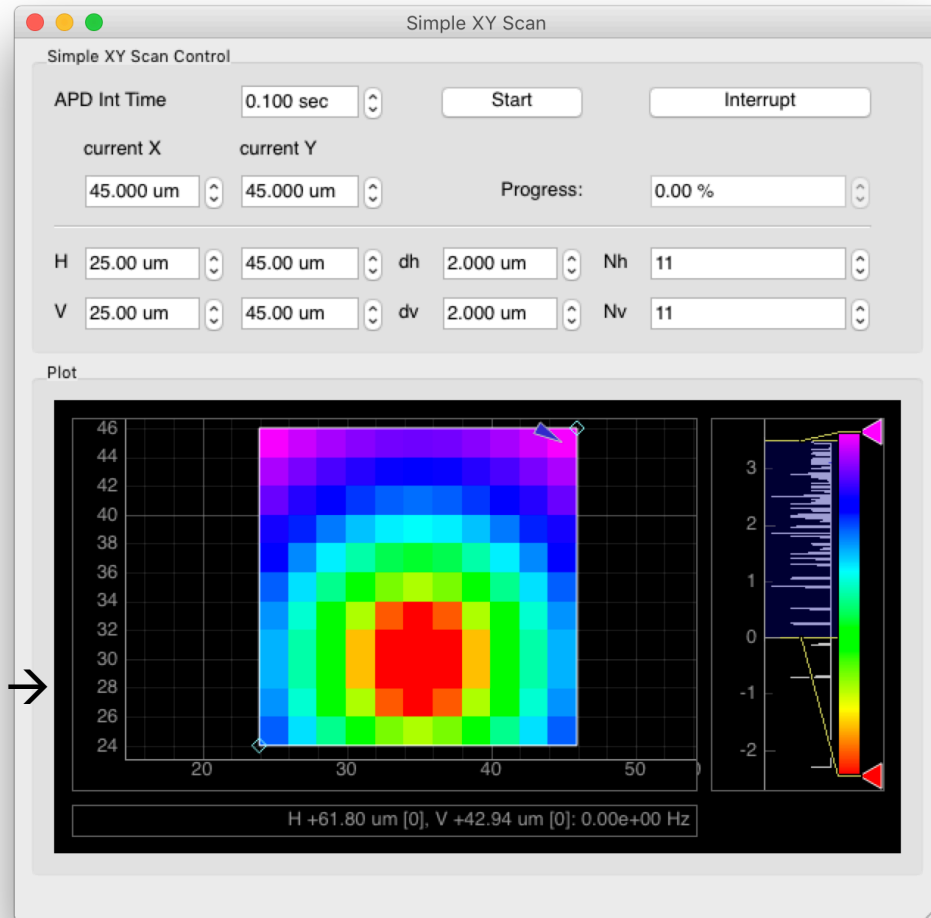 Simple XY Scan
Simple XY Scan Control
APD Int Time 0.100 sec Start Interrupt
current X current Y
45.000 um 45.000 um Progress: 0.00 %
H 25.00 um 45.00 um dh 2.000 um Nh 11
V 25.00 um 45.00 um dv 2.000 um Nv 11
Plot
46
44
42
40
38
36
34
32
30
28
26
24
20 30 40 50
3
2
1
0
-1
-2
H +61.80 um [0], V +42.94 um [0]: 0.00e+00 Hz